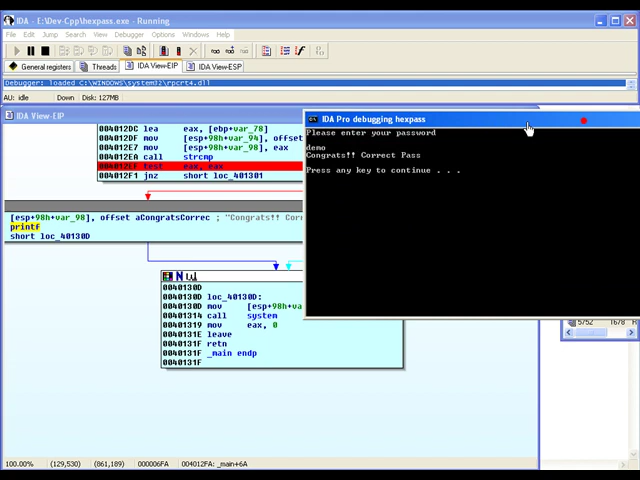 IDA - E:\Dev-Cpp\hexpass.exe - Running
File Edit Jump Search View Debugger Options Windows Help
General registers Threads IDA View-EIP IDA View-ESP
Debugger: loaded C:\WINDOWS\system32\rpcrt4.dll
AU: idle Down Disk: 127MB
IDA View-EIP
004012DC lea eax, [ebp+var_78]
004012DF mov [esp+98h+var_94], offset
004012E7 mov [esp+98h+var_98], eax
004012EA call strcmp
004012EF test eax, eax
004012F1 jnz short loc_401301
[esp+98h+var_98], offset aCongratsCorrec ; "Congrats!! Corr
printf
short loc_40130D
0040130D
0040130D loc_40130D:
0040130D mov [esp+98h+va
00401314 call system
00401319 mov eax, 0
0040131E leave
0040131F retn
0040131F _main endp
0040131F
IDA Pro debugging hexpass
Please enter your password
demo
Congrats!! Correct Pass
Press any key to continue . . .
5752 1678 R
100.00% (129,530) (861,189) 000006FA 004012FA: _main+6A